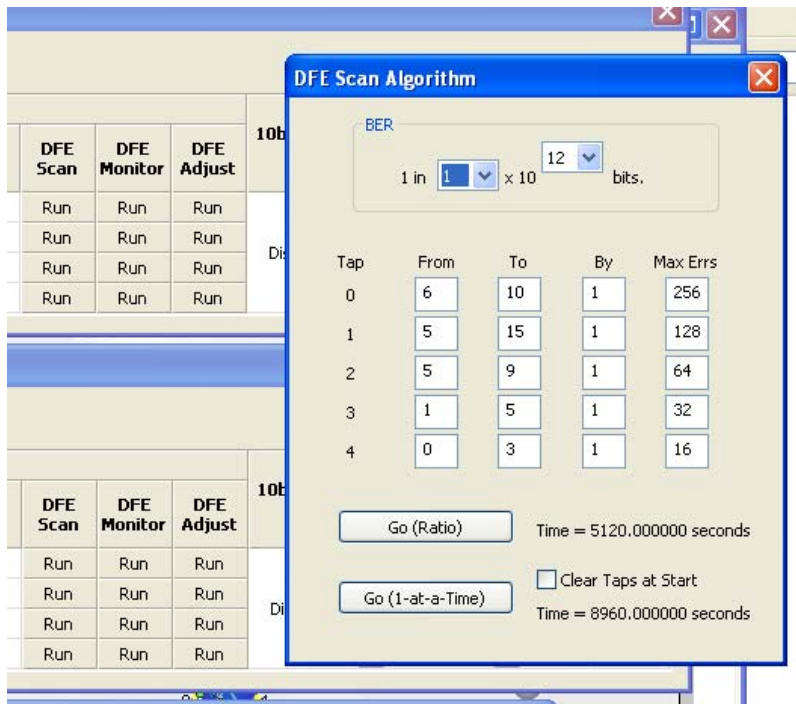 DFE Scan Algorithm
BER
1 in 1 x 10 12 bits.
Tap From To By Max Errs
0 6 10 1 256
1 5 15 1 128
2 5 9 1 64
3 1 5 1 32
4 0 3 1 16
Go (Ratio) Time = 5120.000000 seconds
Clear Taps at Start
Go (1-at-a-Time) Time = 8960.000000 seconds
DFE Scan DFE Monitor DFE Adjust
Run Run Run
Run Run Run
Run Run Run
Run Run Run
DFE Scan DFE Monitor DFE Adjust
Run Run Run
Run Run Run
Run Run Run
Run Run Run